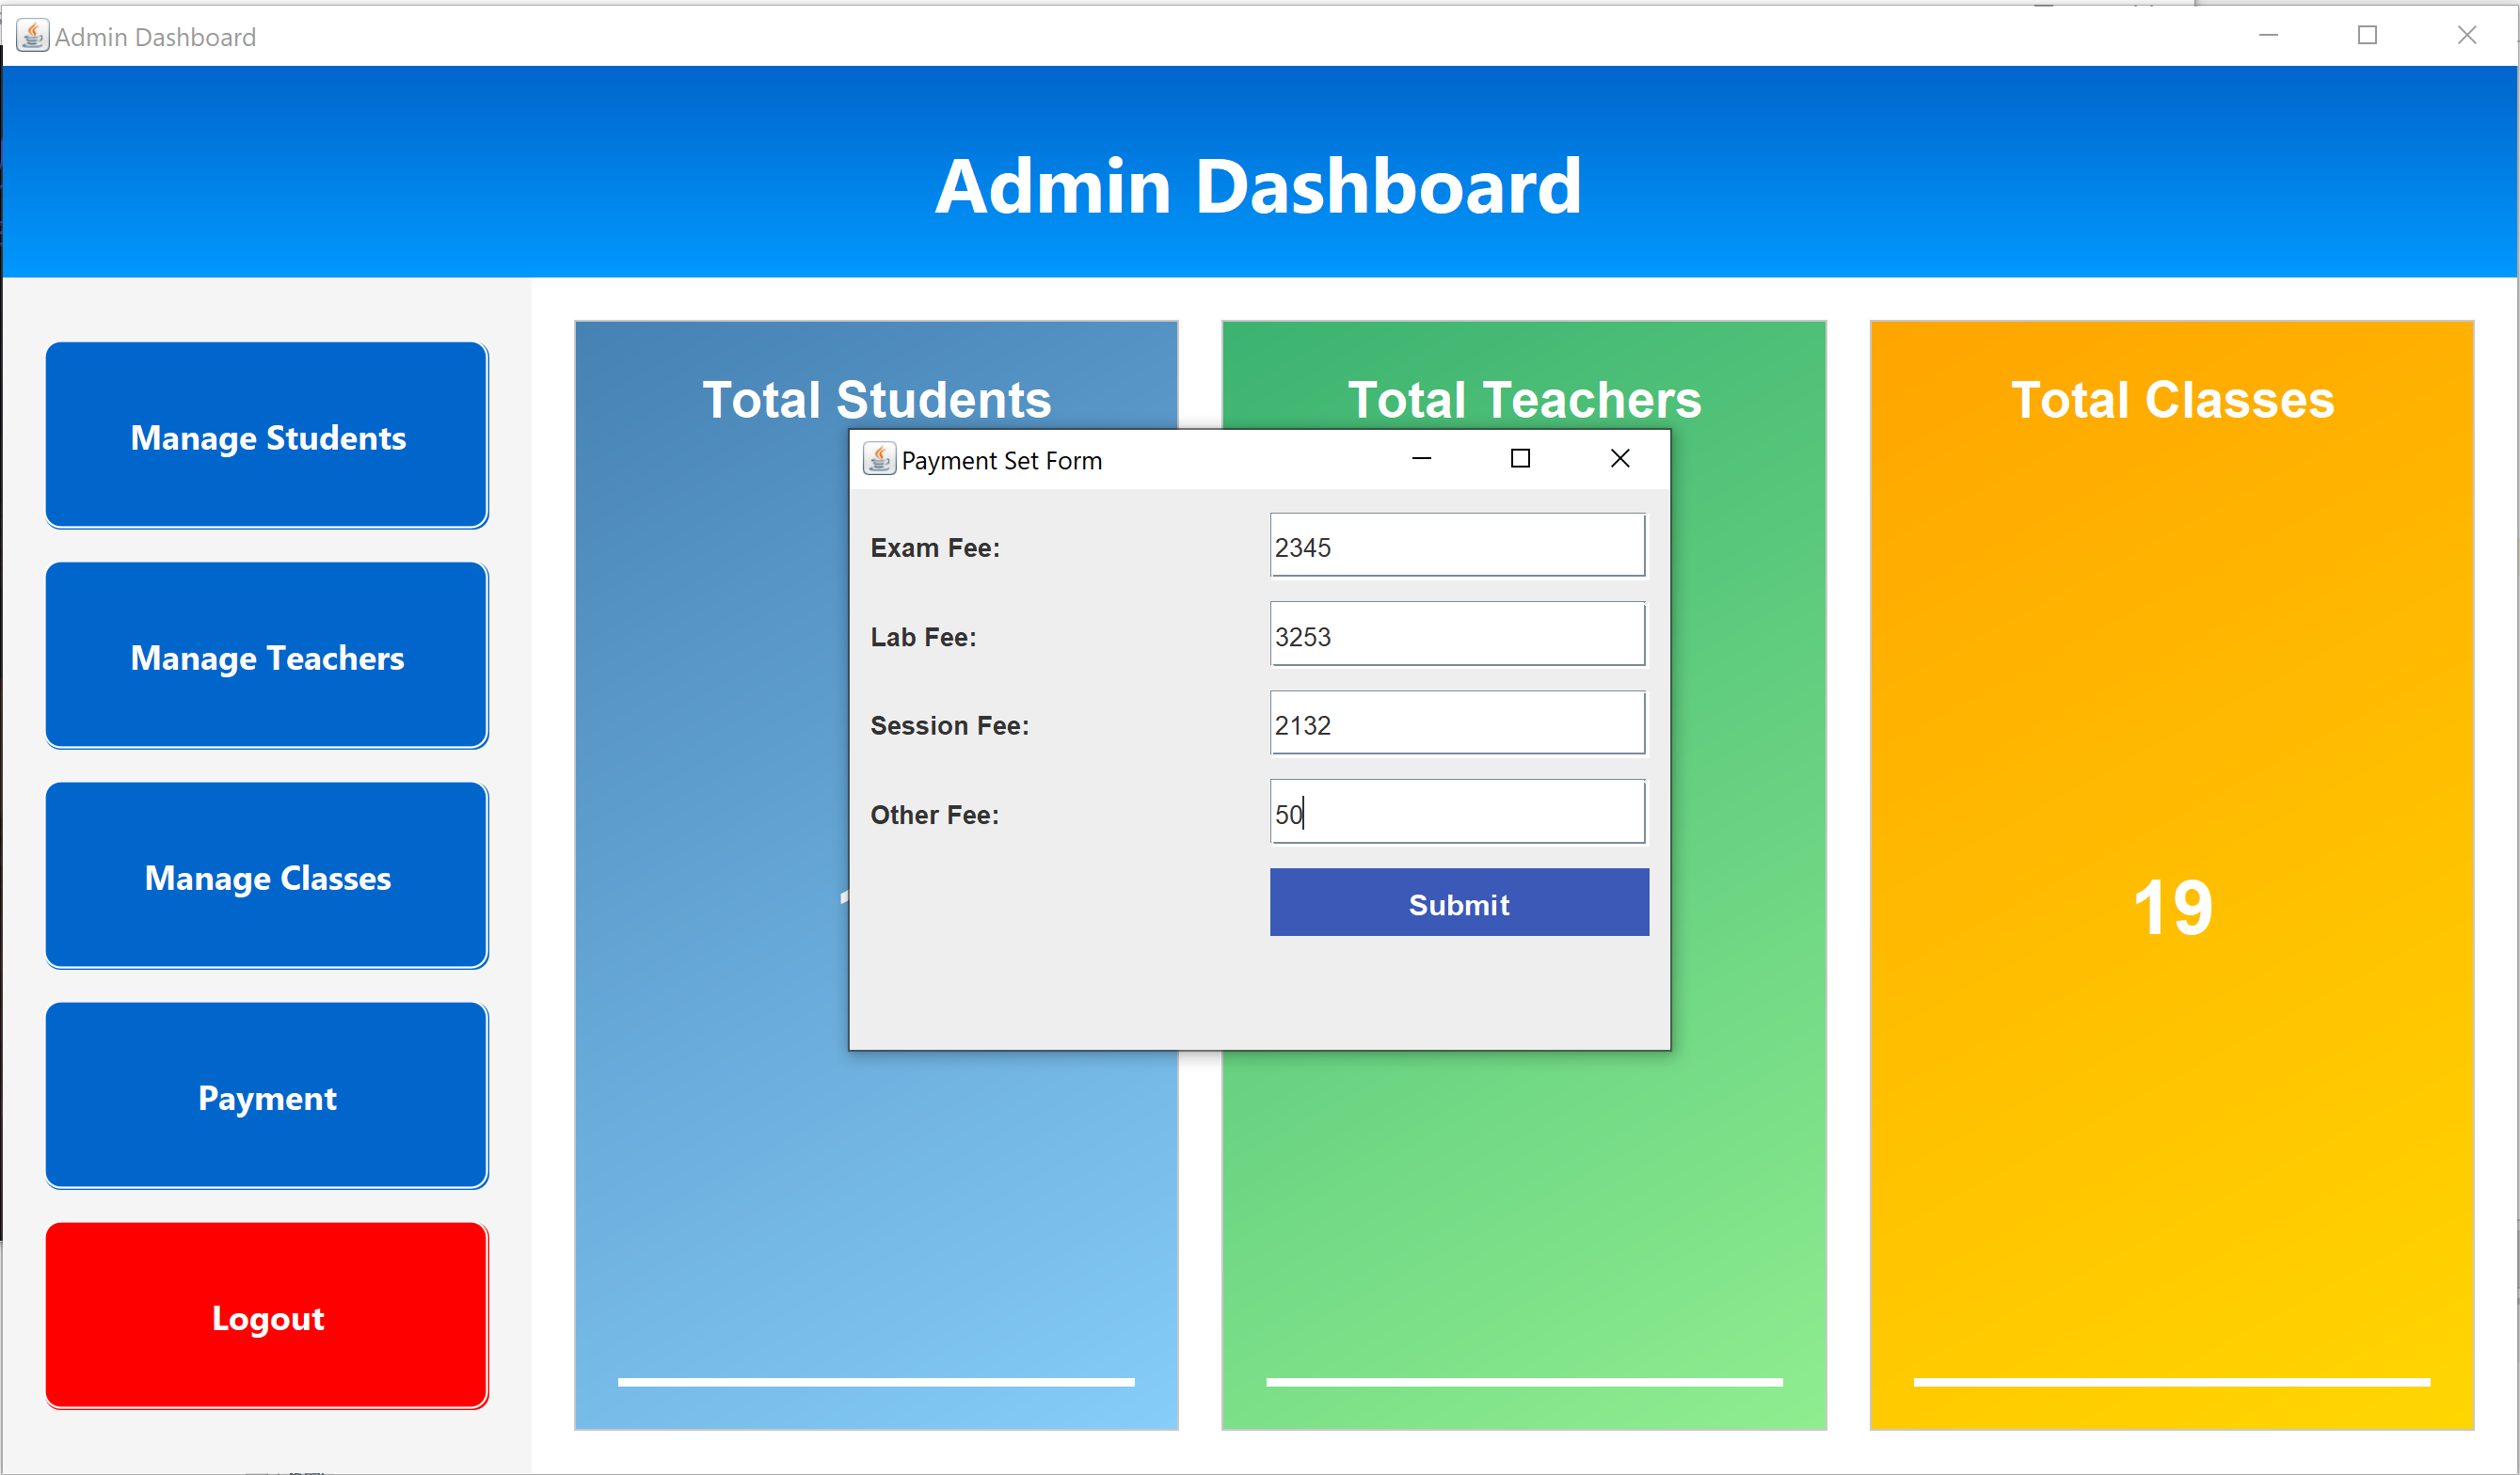 Admin Dashboard
Admin Dashboard
Manage Students
Manage Teachers
Manage Classes
Payment
Logout
Total Students
Total Teachers
Total Classes
19
Payment Set Form
Exam Fee: 2345
Lab Fee: 3253
Session Fee: 2132
Other Fee: 50
Submit